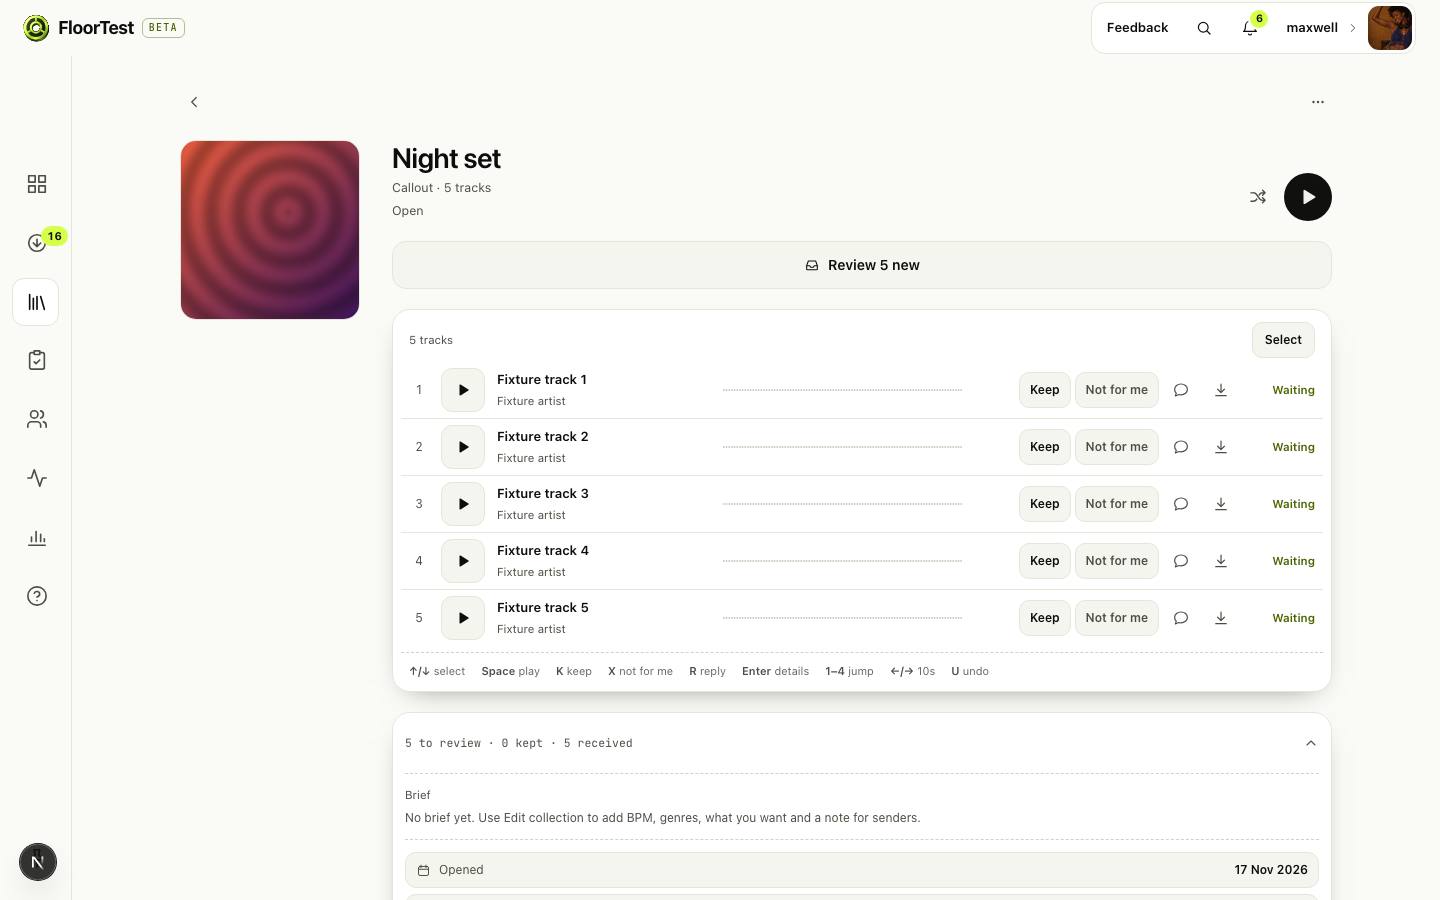 FloorTest BETA
Feedback 6 maxwell
16
Night set
Callout · 5 tracks
Open
Review 5 new
5 tracks Select
1 Fixture track 1 Keep Not for me Waiting
Fixture artist
2 Fixture track 2 Keep Not for me Waiting
Fixture artist
3 Fixture track 3 Keep Not for me Waiting
Fixture artist
4 Fixture track 4 Keep Not for me Waiting
Fixture artist
5 Fixture track 5 Keep Not for me Waiting
Fixture artist
↑/↓ select Space play K keep X not for me R reply Enter details 1–4 jump ←/→ 10s U undo
5 to review · 0 kept · 5 received
Brief
No brief yet. Use Edit collection to add BPM, genres, what you want and a note for senders.
Opened 17 Nov 2026
N